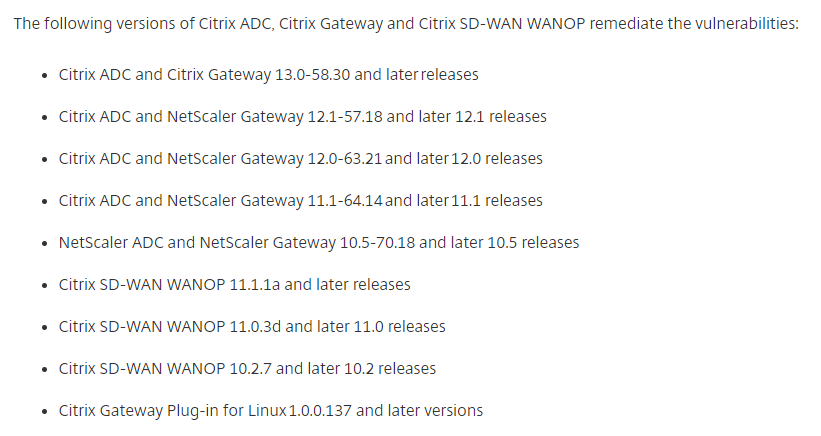 The following versions of Citrix ADC, Citrix Gateway and Citrix SD-WAN WANOP remediate the vulnerabilities:
• Citrix ADC and Citrix Gateway 13.0-58.30 and later releases
• Citrix ADC and NetScaler Gateway 12.1-57.18 and later 12.1 releases
• Citrix ADC and NetScaler Gateway 12.0-63.21 and later 12.0 releases
• Citrix ADC and NetScaler Gateway 11.1-64.14 and later 11.1 releases
• NetScaler ADC and NetScaler Gateway 10.5-70.18 and later 10.5 releases
• Citrix SD-WAN WANOP 11.1.1a and later releases
• Citrix SD-WAN WANOP 11.0.3d and later 11.0 releases
• Citrix SD-WAN WANOP 10.2.7 and later 10.2 releases
• Citrix Gateway Plug-in for Linux 1.0.0.137 and later versions